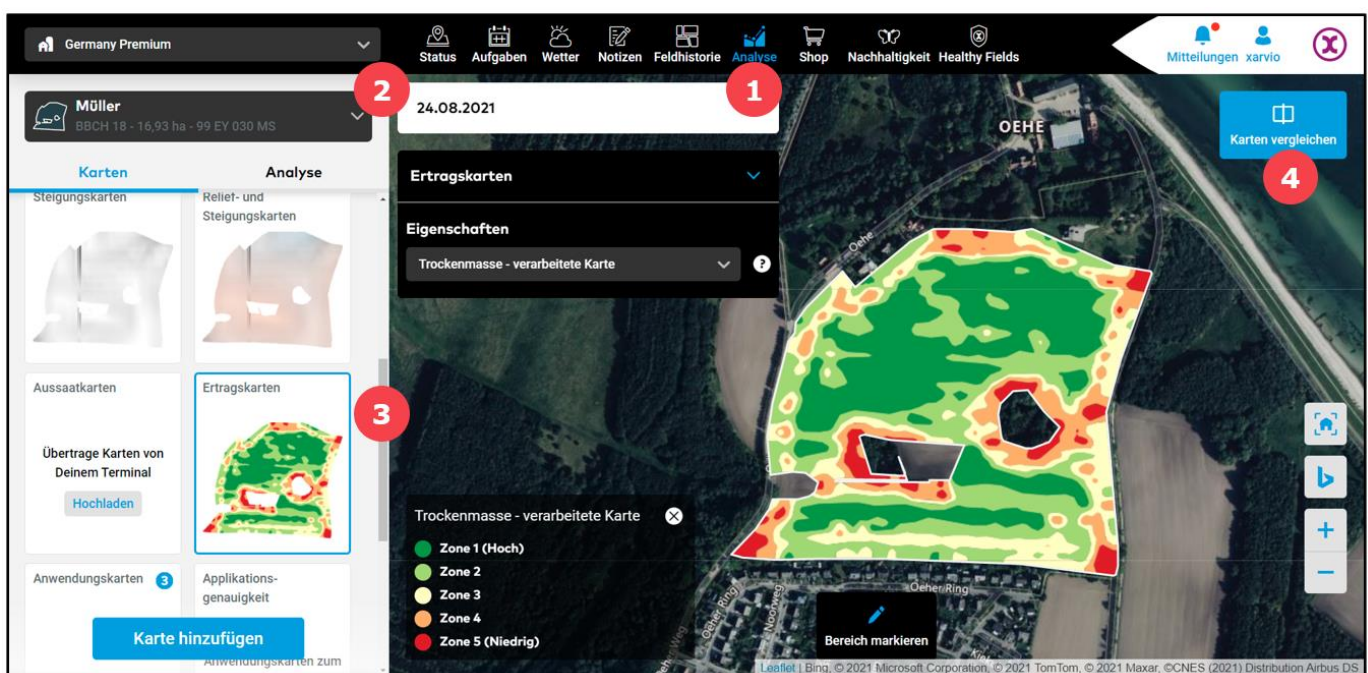 Germany Premium
Status
Aufgaben
Wetter
Notizen
Feldhistorie
Analyse
Shop
Nachhaltigkeit
Healthy Fields
Mitteilungen
xarvio
1
2
Müller
BBCH 18 - 16,93 ha - 99 EY 030 MS
24.08.2021
Karten
Analyse
Ertragskarten
Eigenschaften
Trockenmasse - verarbeitete Karte
?
OEHE
Karten vergleichen
4
Steigungskarten
Relief- und
Steigungskarten
Aussaatkarten
Übertrage Karten von
Deinem Terminal
Hochladen
Ertragskarten
3
Anwendungskarten
3
Applikations-
genauigkeit
Karte hinzufügen
Anwendungskarten zum
Oehe
Trockenmasse - verarbeitete Karte
Zone 1 (Hoch)
Zone 2
Zone 3
Zone 4
Zone 5 (Niedrig)
Noorweg
Oeher Ring
Bereich markieren
+
−
Leaflet | Bing, © 2021 Microsoft Corporation, © 2021 TomTom, © 2021 Maxar, ©CNES (2021) Distribution Airbus DS